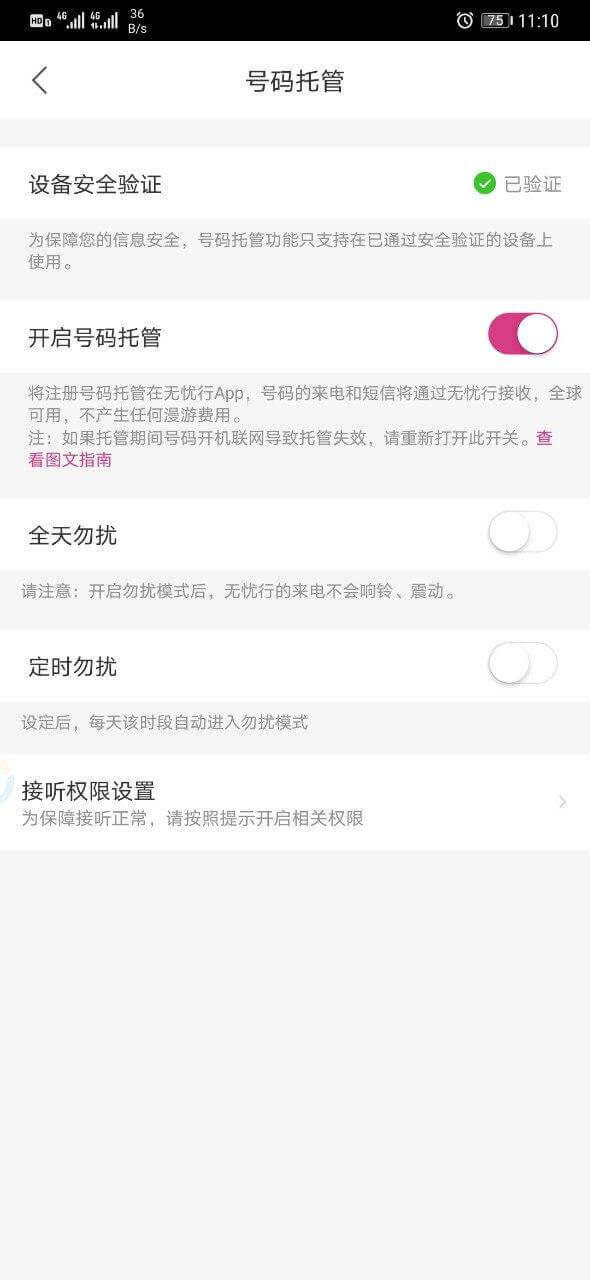 HD 4G 4G 36 B/s 75 11:10
号码托管
设备安全验证 已验证
为保障您的信息安全，号码托管功能只支持在已通过安全验证的设备上
使用。
开启号码托管
将注册号码托管在无忧行App，号码的来电和短信将通过无忧行接收，全球
可用，不产生任何漫游费用。
注：如果托管期间号码开机联网导致托管失效，请重新打开此开关。查
看图文指南
全天勿扰
请注意：开启勿扰模式后，无忧行的来电不会响铃、震动。
定时勿扰
设定后，每天该时段自动进入勿扰模式
接听权限设置
为保障接听正常，请按照提示开启相关权限